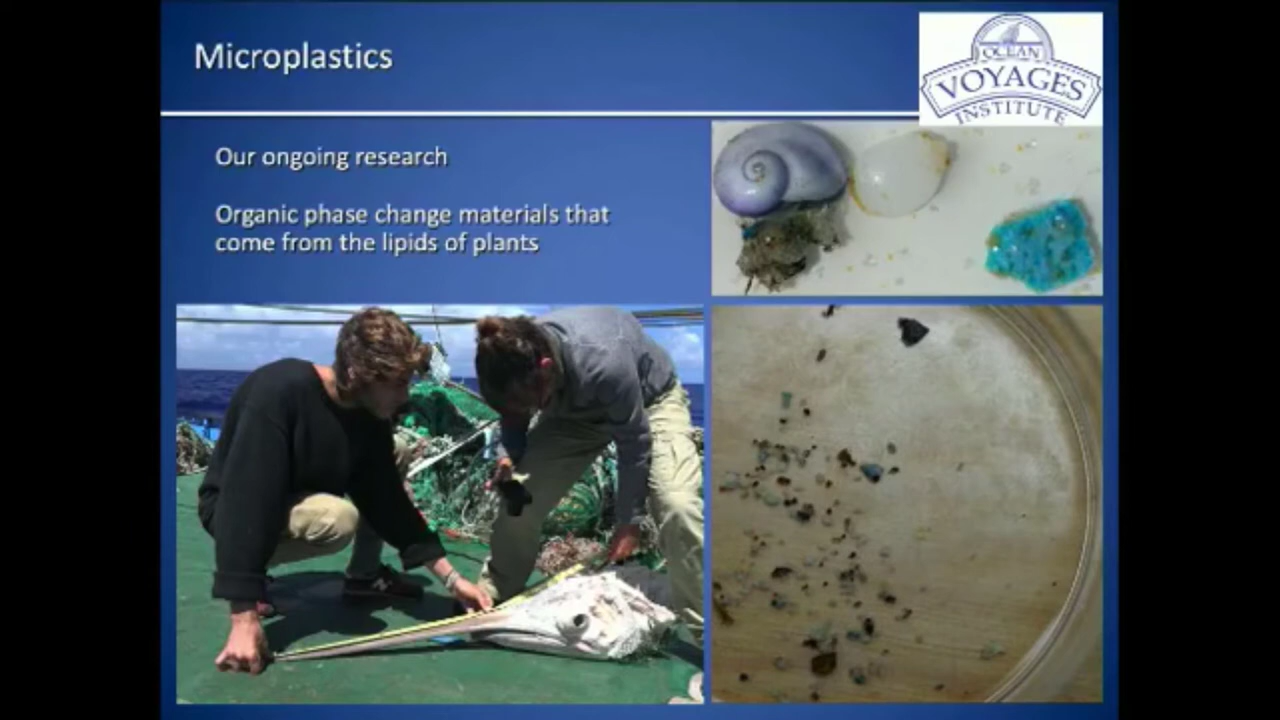 Microplastics
OCEAN
VOYAGES
INSTITUTE
Our ongoing research
Organic phase change materials that
come from the lipids of plants